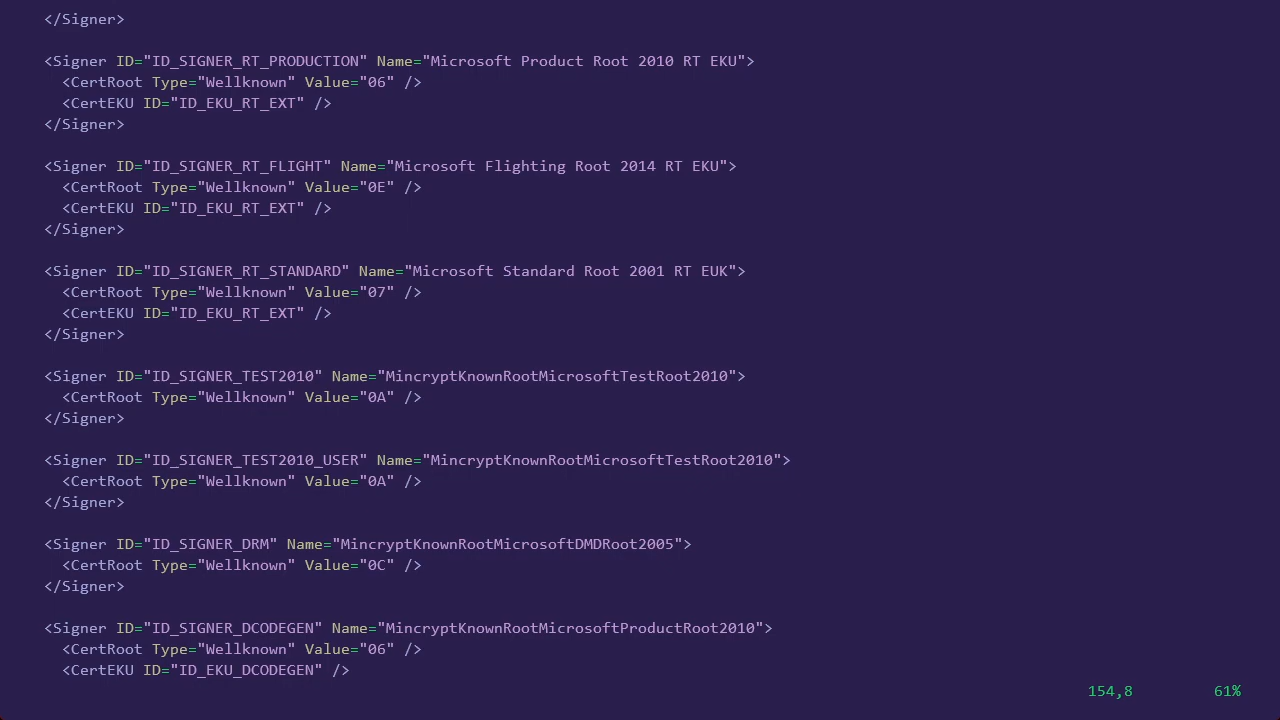 </Signer>
<Signer ID="ID_SIGNER_RT_PRODUCTION" Name="Microsoft Product Root 2010 RT EKU">
<CertRoot Type="Wellknown" Value="06" />
<CertEKU ID="ID_EKU_RT_EXT" />
</Signer>
<Signer ID="ID_SIGNER_RT_FLIGHT" Name="Microsoft Flighting Root 2014 RT EKU">
<CertRoot Type="Wellknown" Value="0E" />
<CertEKU ID="ID_EKU_RT_EXT" />
</Signer>
<Signer ID="ID_SIGNER_RT_STANDARD" Name="Microsoft Standard Root 2001 RT EUK">
<CertRoot Type="Wellknown" Value="07" />
<CertEKU ID="ID_EKU_RT_EXT" />
</Signer>
<Signer ID="ID_SIGNER_TEST2010" Name="MincryptKnownRootMicrosoftTestRoot2010">
<CertRoot Type="Wellknown" Value="0A" />
</Signer>
<Signer ID="ID_SIGNER_TEST2010_USER" Name="MincryptKnownRootMicrosoftTestRoot2010">
<CertRoot Type="Wellknown" Value="0A" />
</Signer>
<Signer ID="ID_SIGNER_DRM" Name="MincryptKnownRootMicrosoftDMDRoot2005">
<CertRoot Type="Wellknown" Value="0C" />
</Signer>
<Signer ID="ID_SIGNER_DCODEGEN" Name="MincryptKnownRootMicrosoftProductRoot2010">
<CertRoot Type="Wellknown" Value="06" />
<CertEKU ID="ID_EKU_DCODEGEN" />
154,8 61%